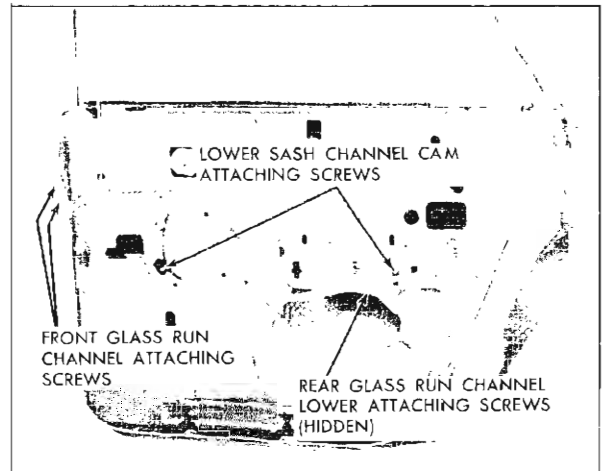 LOWER SASH CHANNEL CAM
ATTACHING SCREWS
FRONT GLASS RUN
CHANNEL ATTACHING
SCREWS
REAR GLASS RUN CHANNEL
LOWER ATTACHING SCREWS
(HIDDEN)